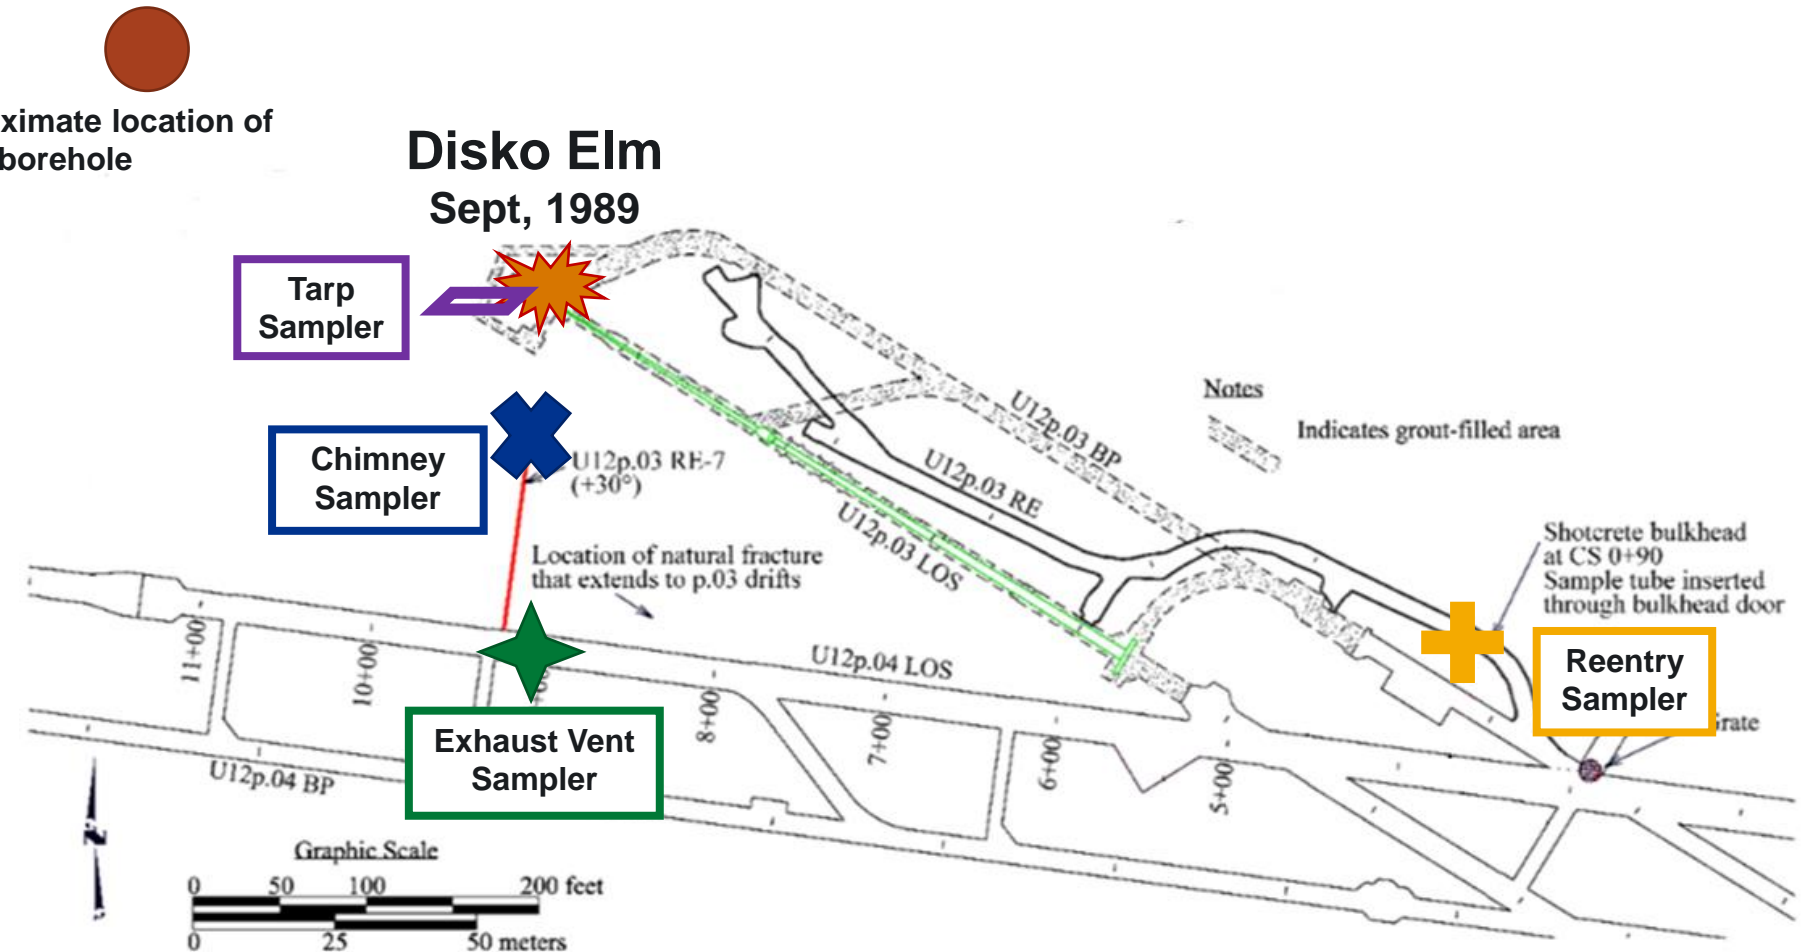 ximate location of
borehole
Disko Elm
Sept, 1989
Tarp
Sampler
Chimney
Sampler
U12p.03 RE-7
(+30°)
Location of natural fracture
that extends to p.03 drifts
U12p.03 BP
U12p.03 RE
U12p.03 LOS
Notes
Indicates grout-filled area
Shotcrete bulkhead
at CS 0+90
Sample tube inserted
through bulkhead door
Reentry
Sampler
Grate
U12p.04 LOS
11+00
10+00
+00
8+00
7+00
6+00
5+00
Exhaust Vent
Sampler
U12p.04 BP
N
Graphic Scale
0 50 100 200 feet
0 25 50 meters